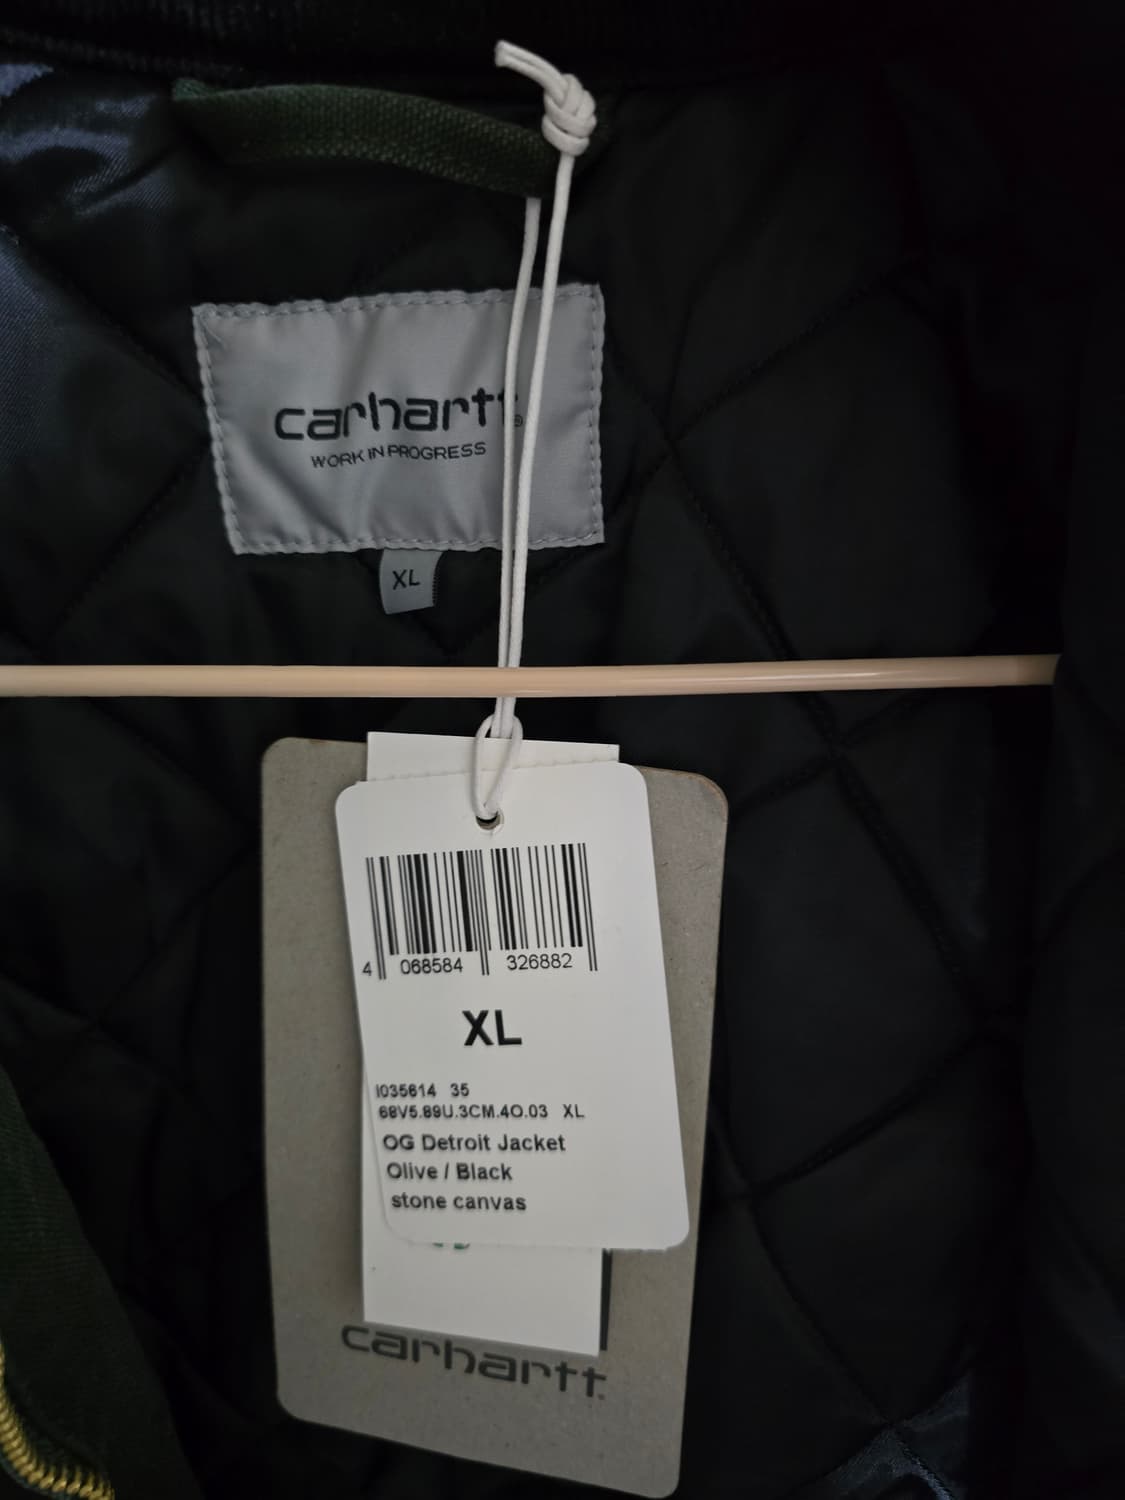 carhartt®
WORK IN PROGRESS
XL
4 068584 326882
XL
I035614 35
68V5.89U.3CM.4O.03 XL
OG Detroit Jacket
Olive / Black
stone canvas
carhartt